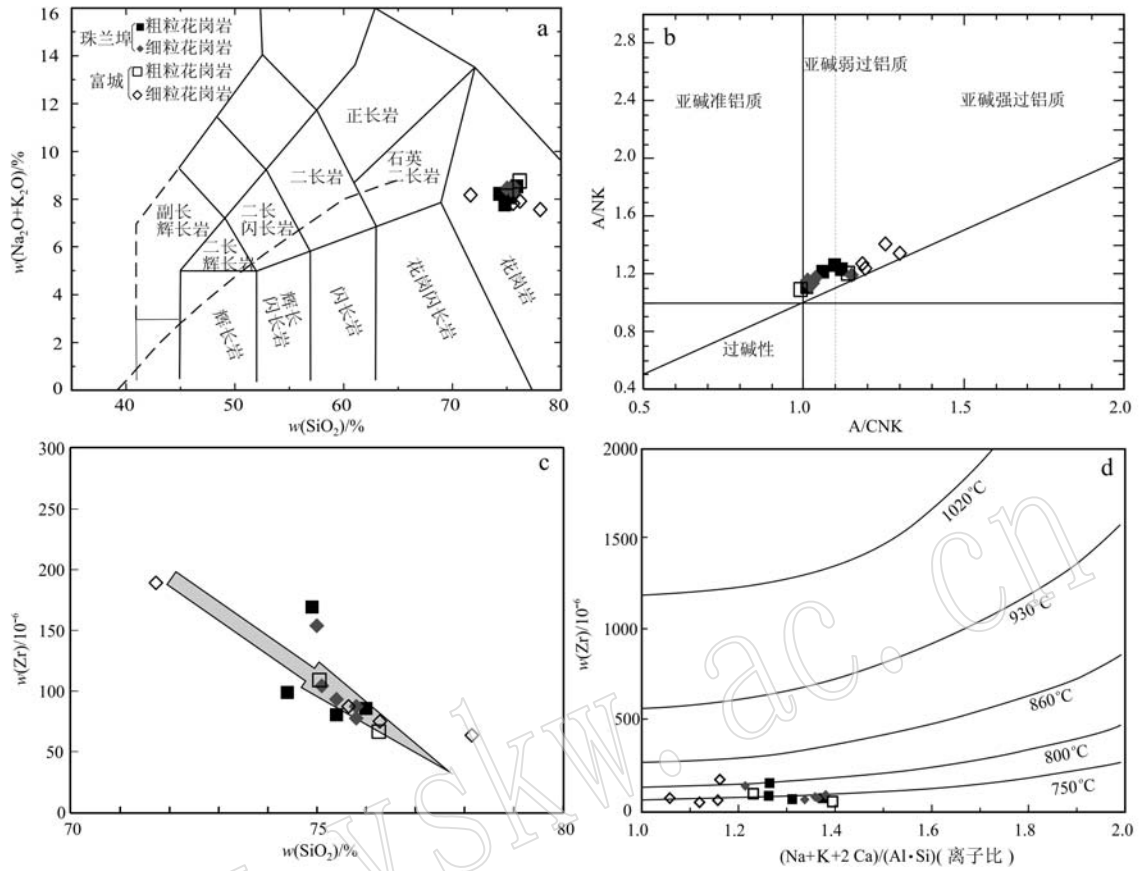 a
珠兰埠
粗粒花岗岩
细粒花岗岩
富城
粗粒花岗岩
细粒花岗岩
正长岩
石英
二长岩
二长岩
副长
辉长岩
二长
闪长岩
二长
辉长岩
辉长岩
辉长
闪长岩
闪长岩
花岗闪长岩
花岗岩
w(Na₂O+K₂O)/%
16
14
12
10
8
6
4
2
0
40
50
60
70
80
w(SiO₂)/%
b
亚碱准铝质
亚碱弱过铝质
亚碱强过铝质
过碱性
A/NK
2.8
2.4
2.0
1.6
1.2
0.8
0.4
0.5
1.0
1.5
2.0
A/CNK
c
w(Zr)/10⁻⁶
300
250
200
150
100
50
0
70
75
80
w(SiO₂)/%
d
1020°C
930°C
860°C
800°C
750°C
w(Zr)/10⁻⁶
2000
1500
1000
500
0
1.0
1.2
1.4
1.6
1.8
2.0
(Na+K+2 Ca)/(Al·Si)(离子比)
yskw.ac.cn